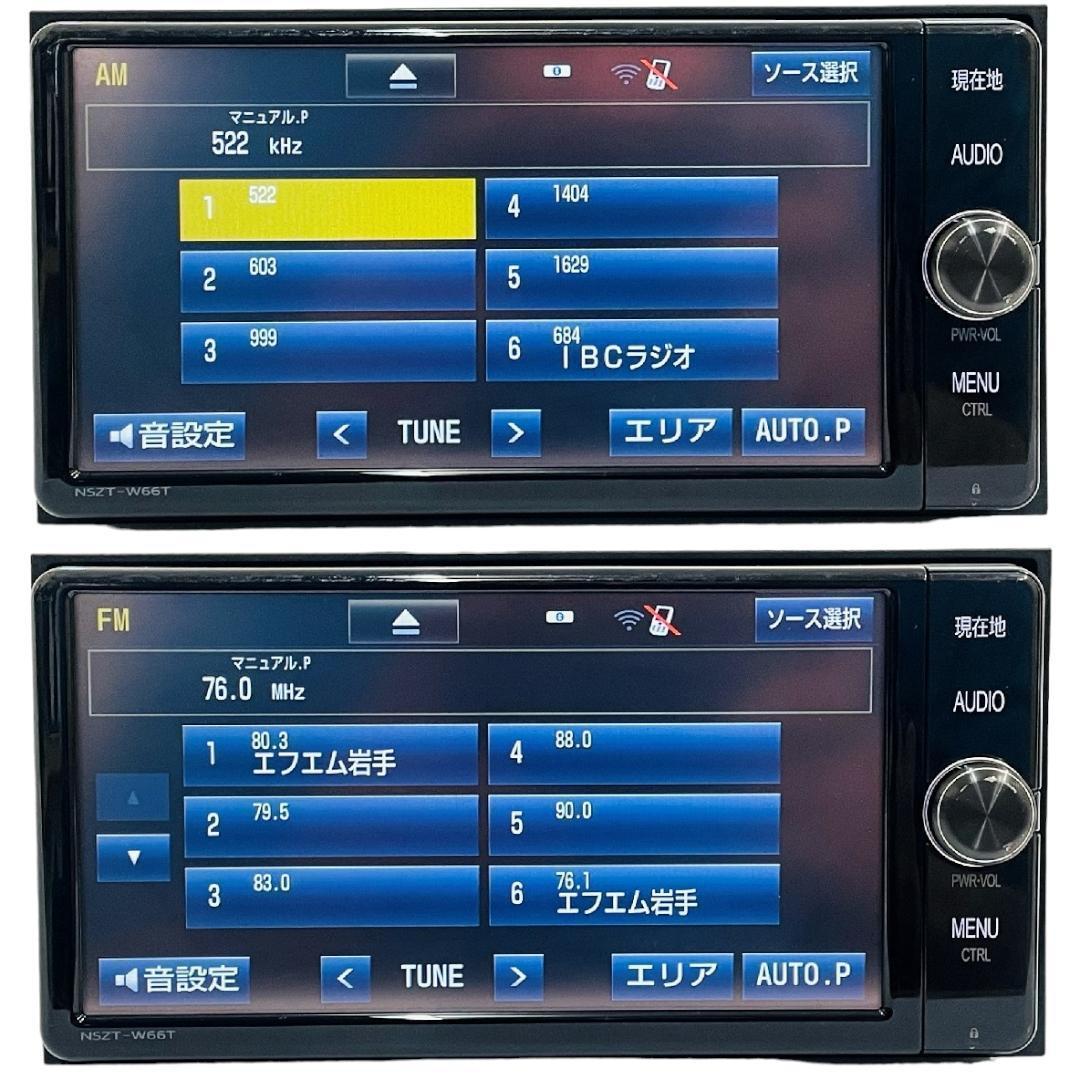 AM
ソース選択
マニュアル.P
522 kHz
1 522
4 1404
2 603
5 1629
3 999
6 684
IBCラジオ
音設定
<
TUNE
>
エリア
AUTO.P
NSZT-W66T
現在地
AUDIO
PWR·VOL
MENU
CTRL
FM
ソース選択
マニュアル.P
76.0 MHz
1 80.3
エフエム岩手
4 88.0
2 79.5
5 90.0
3 83.0
6 76.1
エフエム岩手
音設定
<
TUNE
>
エリア
AUTO.P
NSZT-W66T
現在地
AUDIO
PWR·VOL
MENU
CTRL